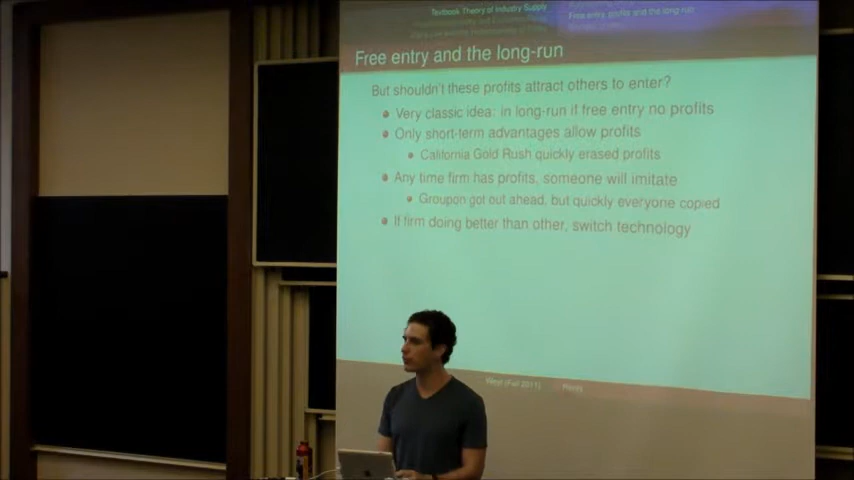 Textbook Theory of Industry Supply
Free entry profits and the long-run
Free entry and the long-run
But shouldn't these profits attract others to enter?
Very classic idea: in long-run if free entry no profits
Only short-term advantages allow profits
California Gold Rush quickly erased profits
Any time firm has profits, someone will imitate
Groupon got out ahead, but quickly everyone copied
If firm doing better than other, switch technology
(Fall 2011)